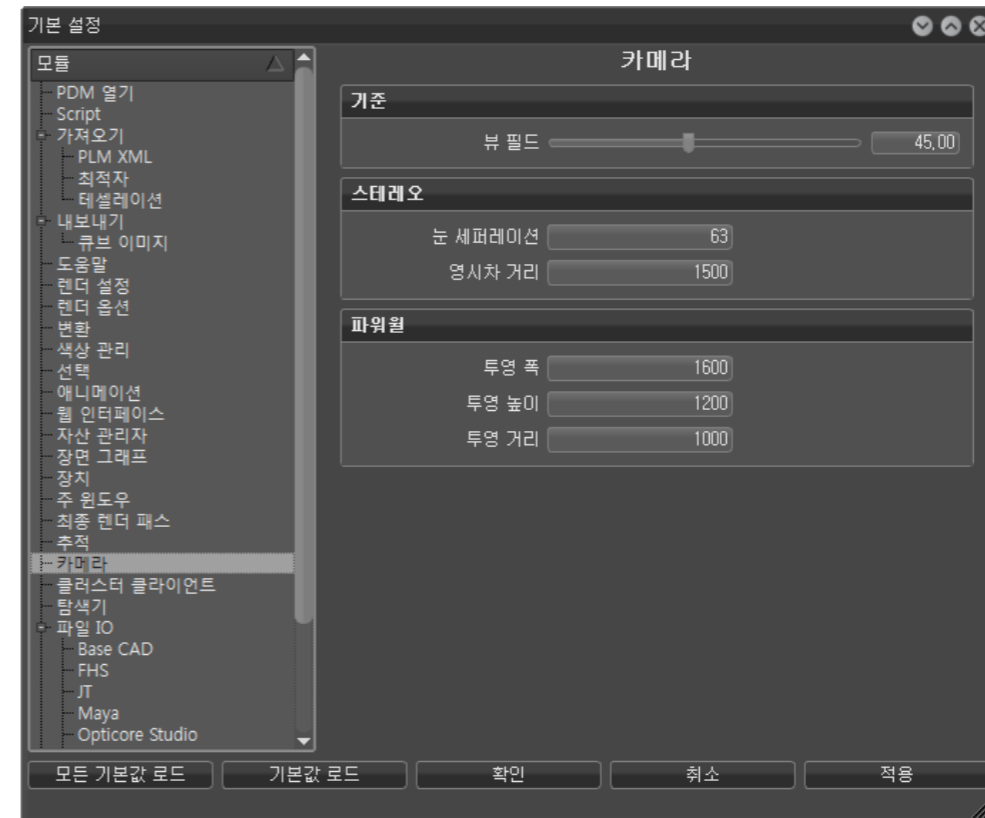 기본 설정
모듈
PDM 열기
Script
가져오기
PLM XML
최적자
테셀레이션
내보내기
큐브 이미지
도움말
렌더 설정
렌더 옵션
변환
색상 관리
선택
애니메이션
웹 인터페이스
자산 관리자
장면 그래프
장치
주 윈도우
최종 렌더 패스
추적
카메라
클러스터 클라이언트
탐색기
파일 IO
Base CAD
FHS
JT
Maya
Opticore Studio
카메라
기준
뷰 필드 45,00
스테레오
눈 세퍼레이션 63
영시차 거리 1500
파워월
투영 폭 1600
투영 높이 1200
투영 거리 1000
모든 기본값 로드 기본값 로드 확인 취소 적용